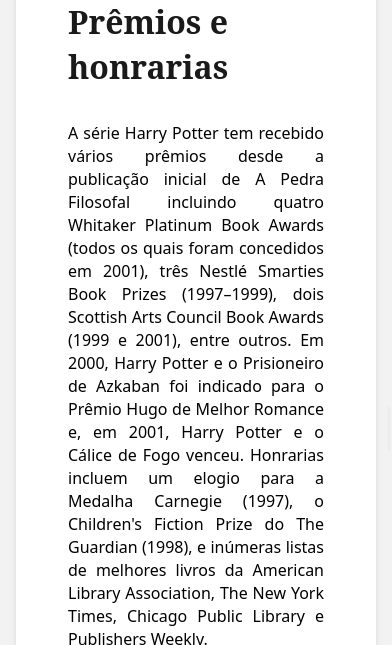 Prêmios e
honrarias
A série Harry Potter tem recebido
vários prêmios desde a
publicação inicial de A Pedra
Filosofal incluindo quatro
Whitaker Platinum Book Awards
(todos os quais foram concedidos
em 2001), três Nestlé Smarties
Book Prizes (1997–1999), dois
Scottish Arts Council Book Awards
(1999 e 2001), entre outros. Em
2000, Harry Potter e o Prisioneiro
de Azkaban foi indicado para o
Prêmio Hugo de Melhor Romance
e, em 2001, Harry Potter e o
Cálice de Fogo venceu. Honrarias
incluem um elogio para a
Medalha Carnegie (1997), o
Children's Fiction Prize do The
Guardian (1998), e inúmeras listas
de melhores livros da American
Library Association, The New York
Times, Chicago Public Library e
Publishers Weekly.